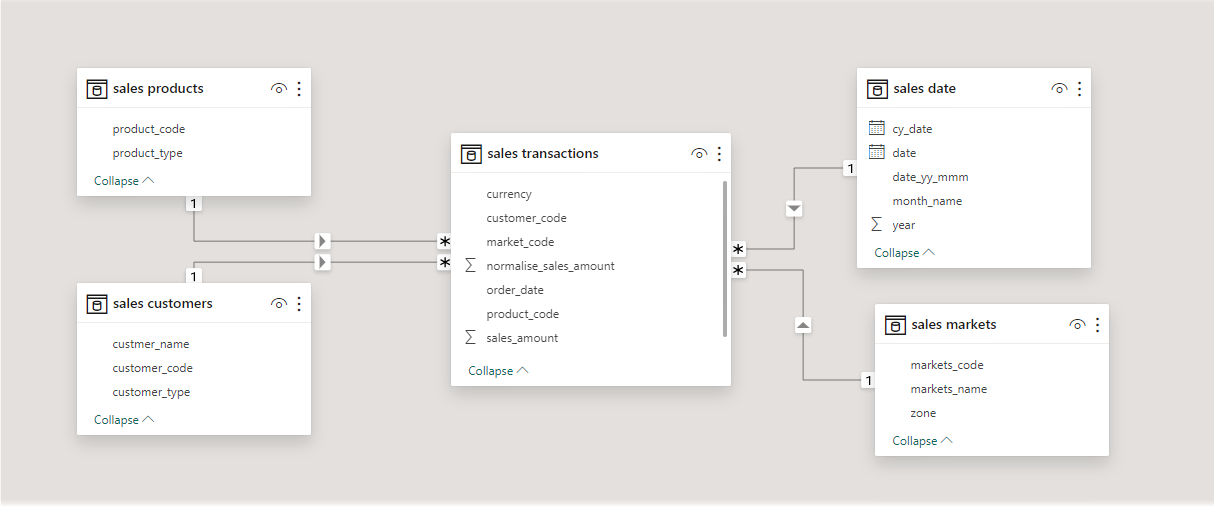 sales products
product_code
product_type
Collapse
1
sales customers
custmer_name
customer_code
customer_type
Collapse
1
sales transactions
currency
customer_code
market_code
normalise_sales_amount
order_date
product_code
sales_amount
Collapse
*
*
*
*
sales date
cy_date
date
date_yy_mmm
month_name
year
Collapse
1
sales markets
markets_code
markets_name
zone
Collapse
1